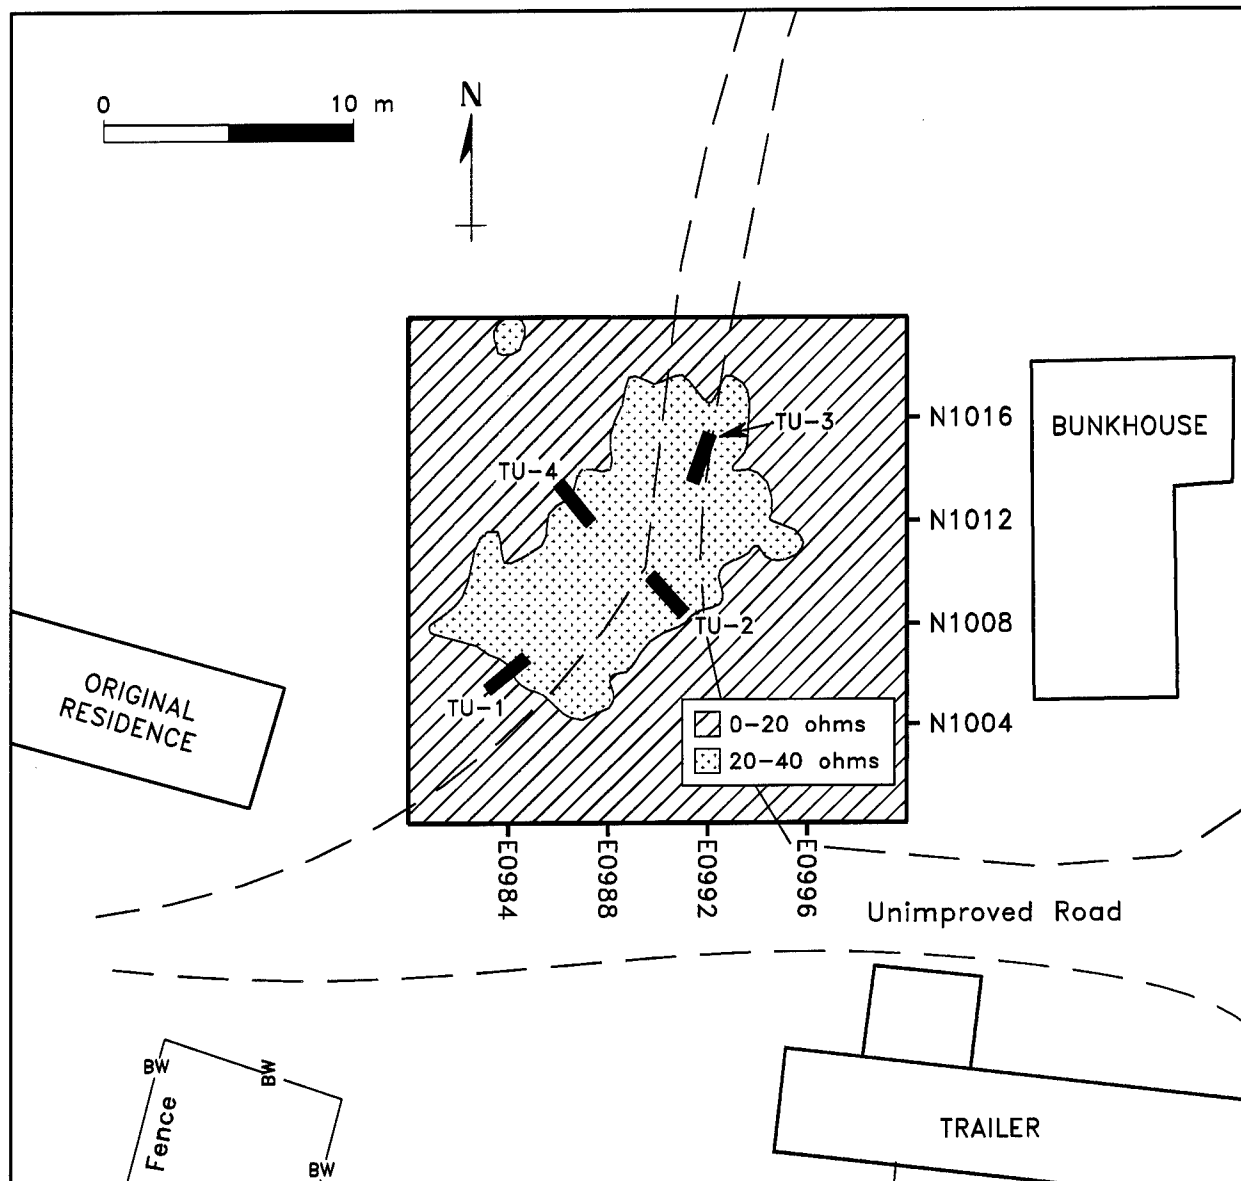 0 10 m
N
TU-3
N1016
BUNKHOUSE
TU-4
N1012
N1008
TU-2
ORIGINAL
RESIDENCE
TU-1
0-20 ohms
N1004
20-40 ohms
E0984
E0988
E0992
E0996
Unimproved Road
BW
BW
Fence
TRAILER
BW